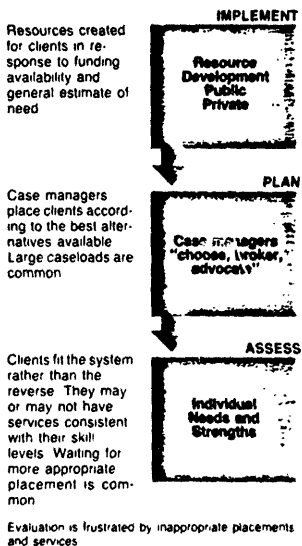 IMPLEMENT
Resources created
for clients in re-
sponse to funding
availability and
general estimate of
need
Resource
Development
Public
Private
PLAN
Case managers
place clients accord-
ing to the best alter-
natives available
Large caseloads are
common
Case managers
"choose, broker,
advocate"
ASSESS
Clients fit the system
rather than the
reverse They may
or may not have
services consistent
with their skill
levels Waiting for
more appropriate
placement is com-
mon
Individual
Needs and
Strengths
Evaluation is frustrated by inappropriate placements
and services